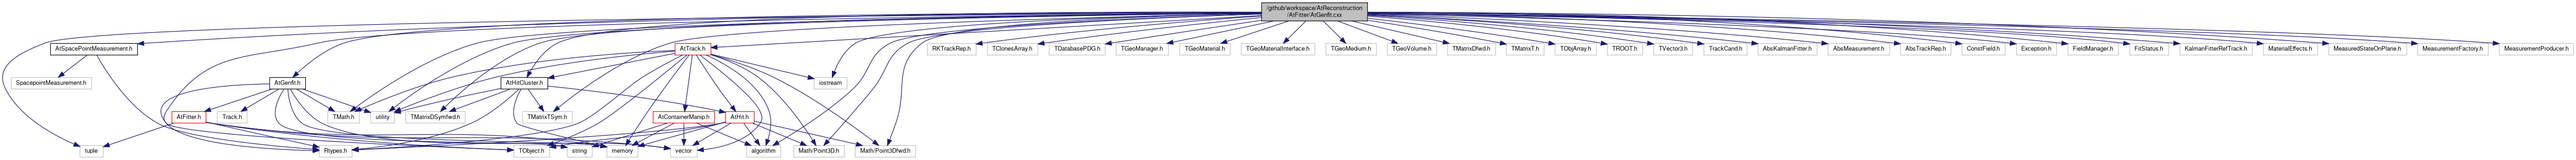 /github/workspace/AtReconstruction
/AtFitter/AtGenfit.cxx
AtSpacePointMeasurement.h
AtTrack.h
RKTrackRep.h
TClonesArray.h
TDatabasePDG.h
TGeoManager.h
TGeoMaterial.h
TGeoMaterialInterface.h
TGeoMedium.h
TGeoVolume.h
TMatrixDfwd.h
TMatrixT.h
TObjArray.h
TROOT.h
TVector3.h
TrackCand.h
AbsKalmanFitter.h
AbsMeasurement.h
AbsTrackRep.h
ConstField.h
Exception.h
FieldManager.h
FitStatus.h
KalmanFitterRefTrack.h
MaterialEffects.h
MeasuredStateOnPlane.h
MeasurementFactory.h
MeasurementProducer.h
SpacepointMeasurement.h
AtGenfit.h
AtHitCluster.h
iostream
AtFitter.h
Track.h
TMath.h
utility
TMatrixDSymfwd.h
TMatrixTSym.h
AtContainerManip.h
AtHit.h
tuple
Rtypes.h
TObject.h
string
memory
vector
algorithm
Math/Point3D.h
Math/Point3Dfwd.h